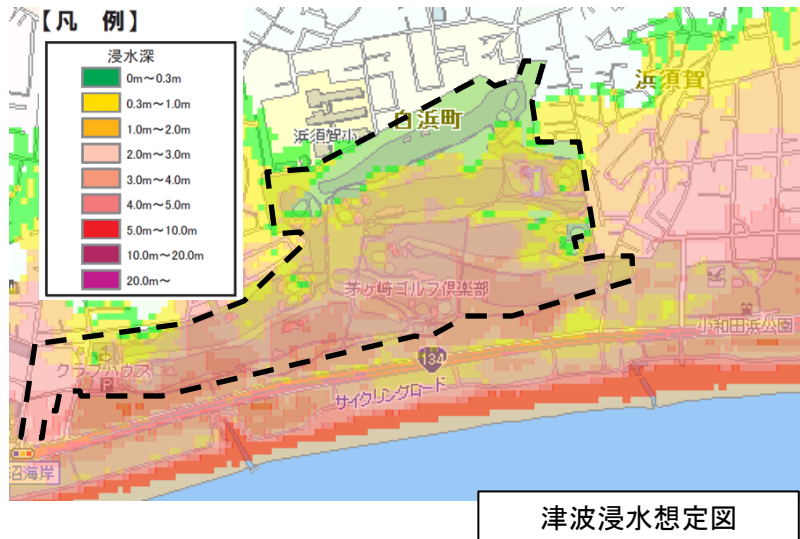 【凡　例】
浸水深
0m～0.3m
0.3m～1.0m
1.0m～2.0m
2.0m～3.0m
3.0m～4.0m
4.0m～5.0m
5.0m～10.0m
10.0m～20.0m
20.0m～
浜須賀
白浜町
浜須賀小
茅ヶ崎ゴルフ倶楽部
小和田浜公園
クラブハウス
P
134
サイクリングロード
沼海岸
津波浸水想定図